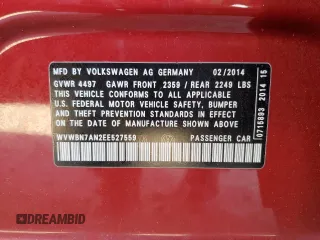 MFD BY VOLKSWAGEN AG GERMANY 02/2014
GVWR 4497 GAWR FRONT 2359 / REAR 2249 LBS
THIS VEHICLE CONFORMS TO ALL APPLICABLE
U.S. FEDERAL MOTOR VEHICLE SAFETY, BUMPER
AND THEFT PREVENTION STANDARDS IN EFFECT ON
THE DATE OF MANUFACTURE SHOWN ABOVE
WVWBN7AN2EE527559 PASSENGER CAR
0715893 2014 15
DREAMBID